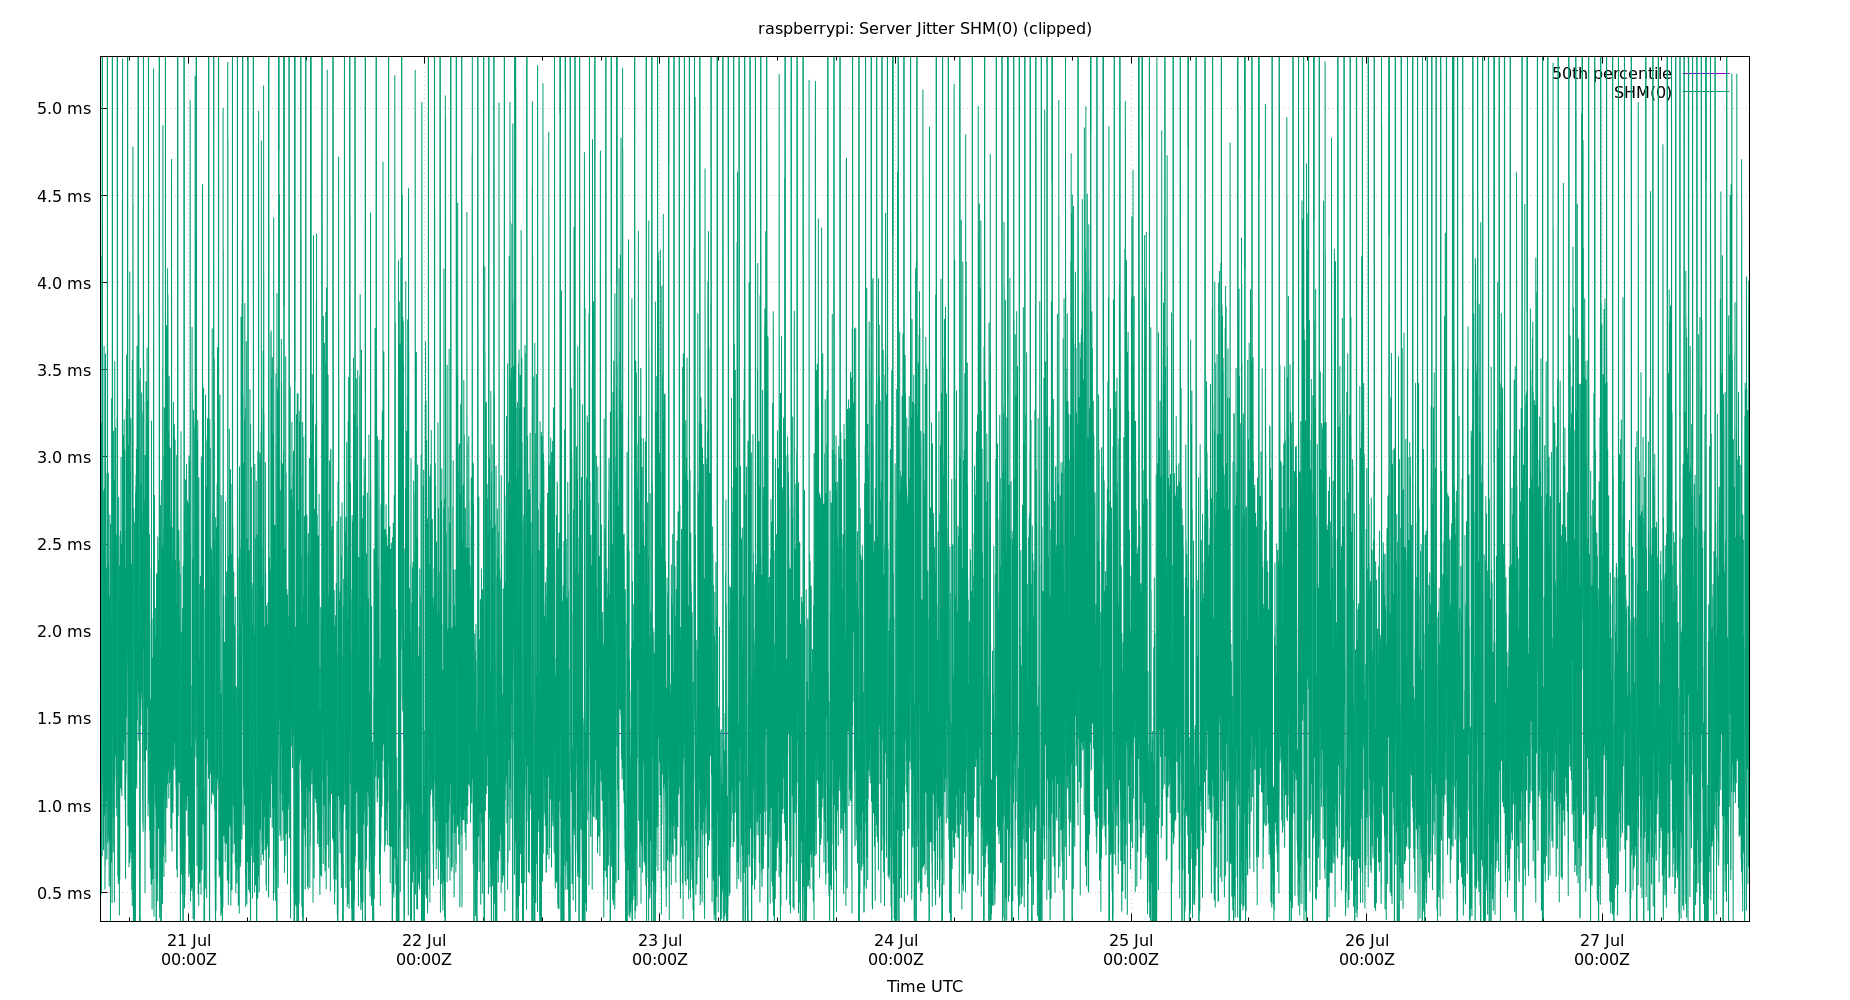 raspberrypi: Server Jitter SHM(0) (clipped)
50th percentile
SHM(0)
5.0 ms
4.5 ms
4.0 ms
3.5 ms
3.0 ms
2.5 ms
2.0 ms
1.5 ms
1.0 ms
0.5 ms
21 Jul 22 Jul 23 Jul 24 Jul 25 Jul 26 Jul 27 Jul
00:00Z 00:00Z 00:00Z 00:00Z 00:00Z 00:00Z 00:00Z
Time UTC